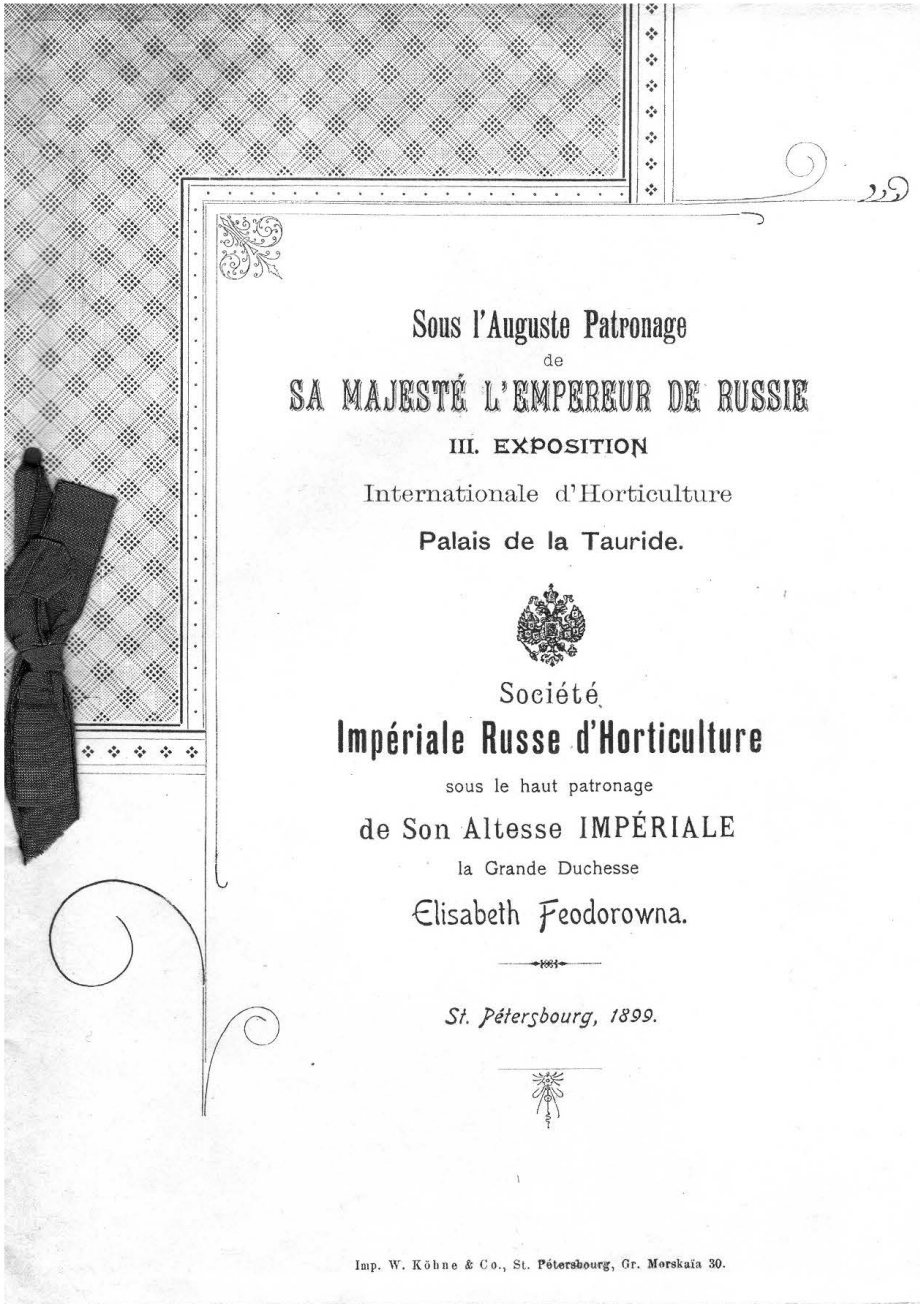 Sous l'Auguste Patronage
de
SA MAJESTÉ L'EMPEREUR DE RUSSIE
III. EXPOSITION
Internationale d'Horticulture
Palais de la Tauride.
Société
Impériale Russe d'Horticulture
sous le haut patronage
de Son Altesse IMPÉRIALE
la Grande Duchesse
Elisabeth Feodorowna.
St. Pétersbourg, 1899.
Imp. W. Köhne & Co., St. Pétersbourg, Gr. Morskaïa 30.